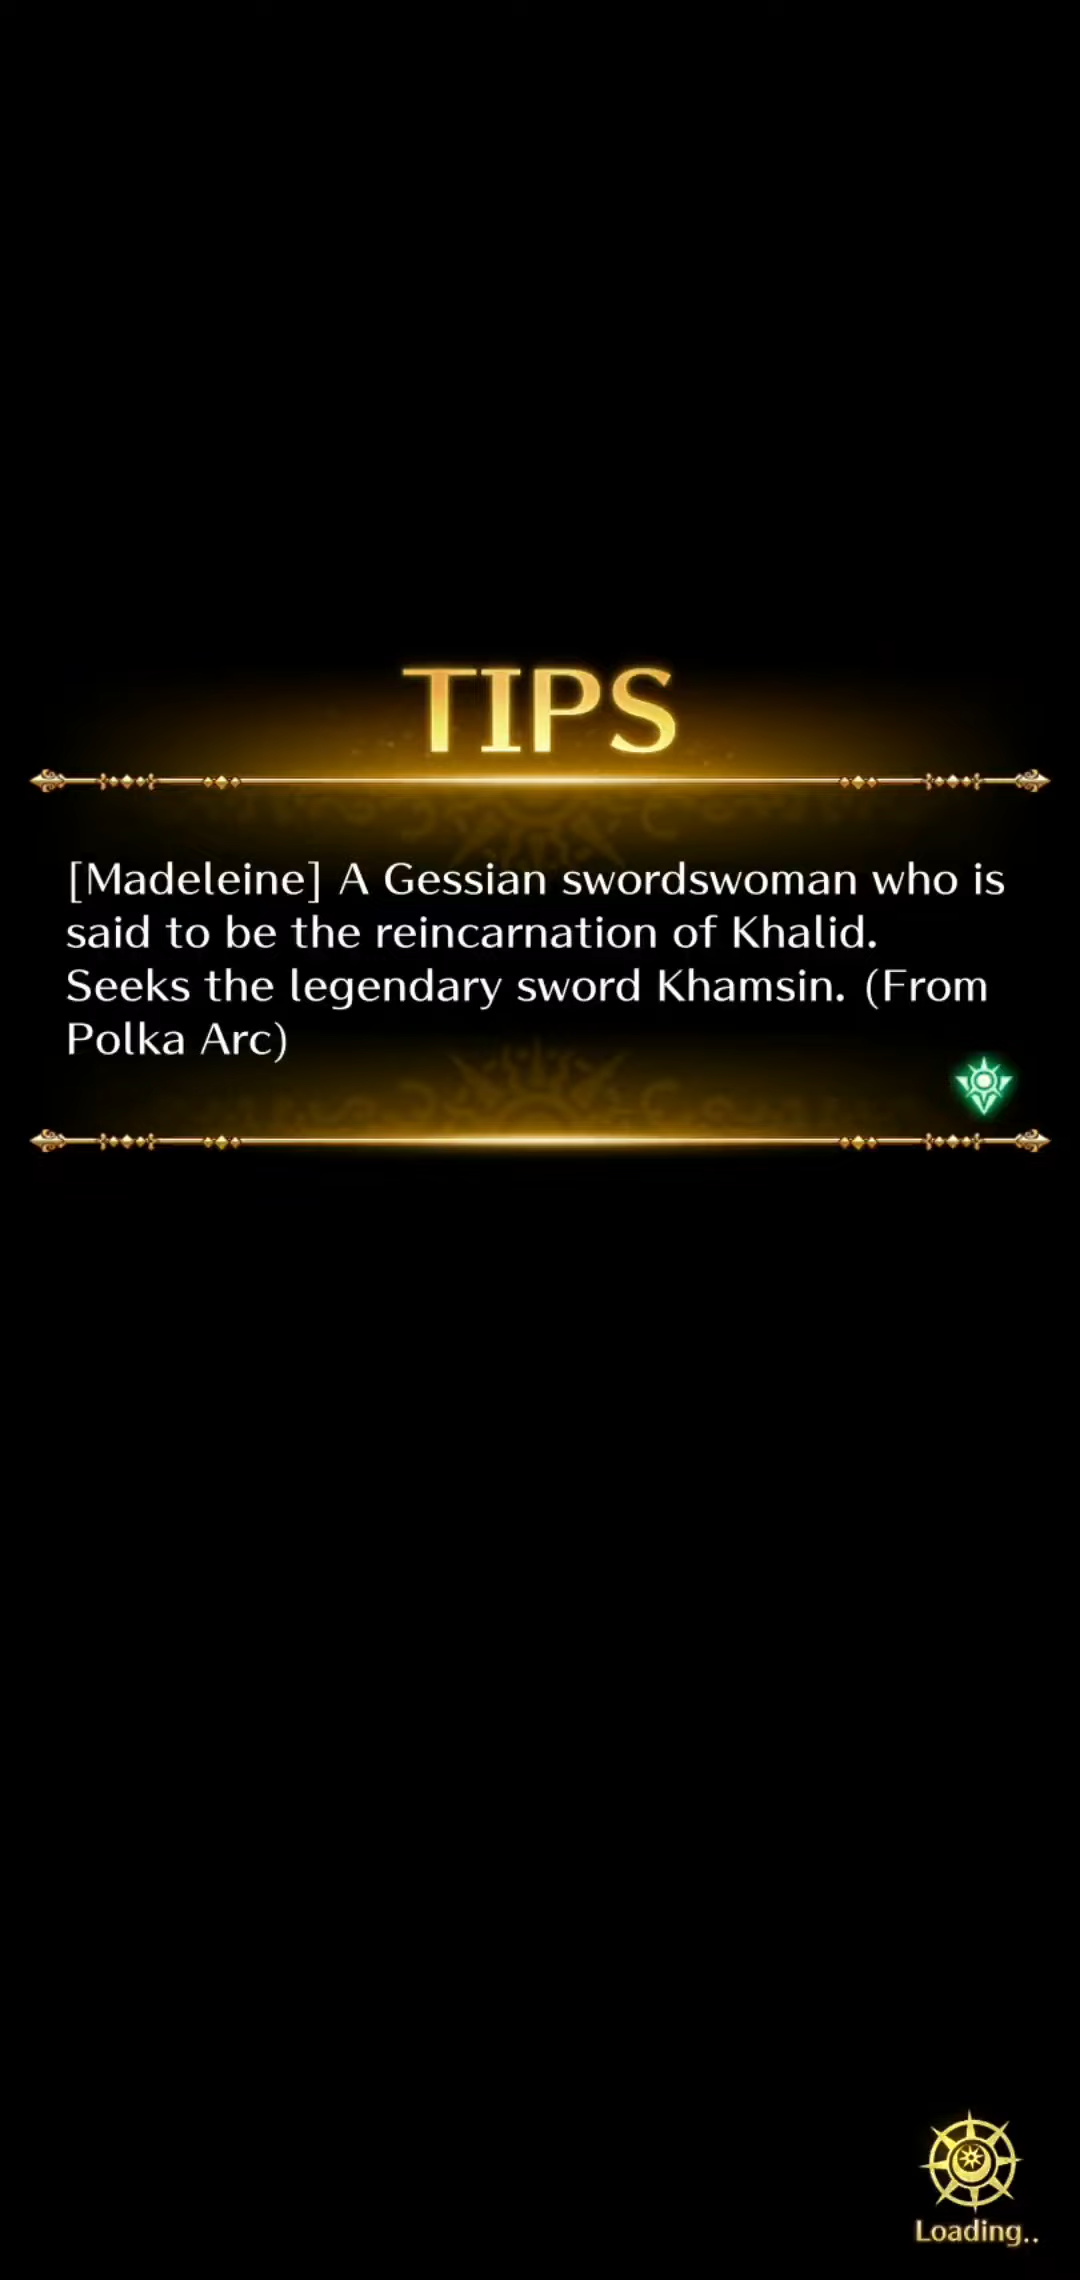 TIPS
[Madeleine] A Gessian swordswoman who is
said to be the reincarnation of Khalid.
Seeks the legendary sword Khamsin. (From
Polka Arc)
Loading..